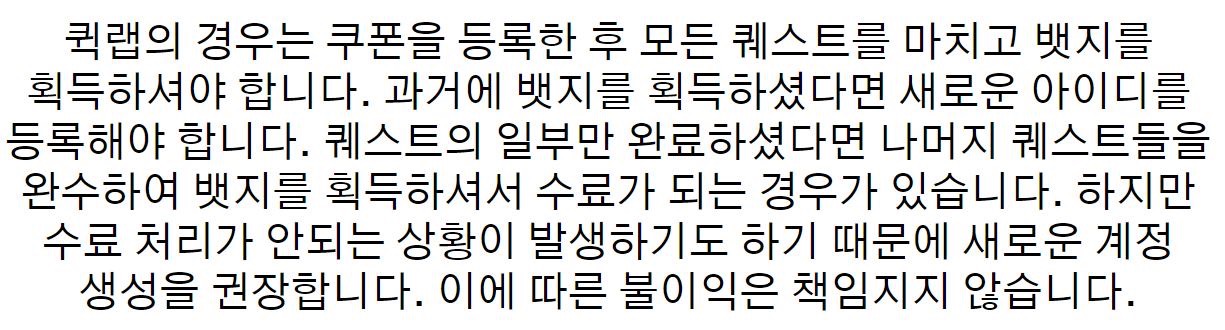 퀵랩의 경우는 쿠폰을 등록한 후 모든 퀘스트를 마치고 뱃지를
획득하셔야 합니다. 과거에 뱃지를 획득하셨다면 새로운 아이디를
등록해야 합니다. 퀘스트의 일부만 완료하셨다면 나머지 퀘스트들을
완수하여 뱃지를 획득하셔서 수료가 되는 경우가 있습니다. 하지만
수료 처리가 안되는 상황이 발생하기도 하기 때문에 새로운 계정
생성을 권장합니다. 이에 따른 불이익은 책임지지 않습니다.